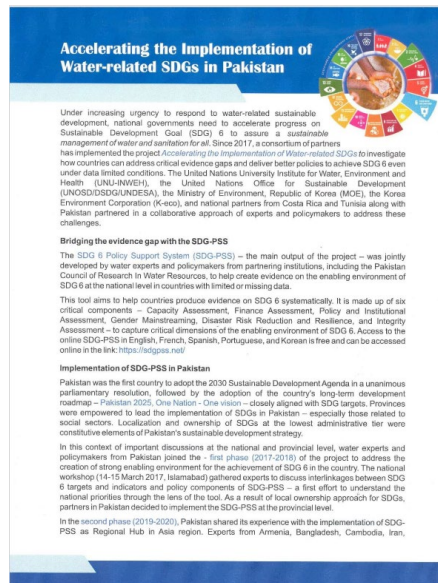 Accelerating the Implementation of
Water-related SDGs in Pakistan
Under increasing urgency to respond to water-related sustainable
development, national governments need to accelerate progress on
Sustainable Development Goal (SDG) 6 to assure a sustainable
management of water and sanitation for all. Since 2017, a consortium of partners
has implemented the project Accelerating the Implementation of Water-related SDGs to investigate
how countries can address critical evidence gaps and deliver better policies to achieve SDG 6 even
under data limited conditions. The United Nations University Institute for Water, Environment and
Health (UNU-INWEH), the United Nations Office for Sustainable Development
(UNOSD/DSDG/UNDESA), the Ministry of Environment, Republic of Korea (MOE), the Korea
Environment Corporation (K-eco), and national partners from Costa Rica and Tunisia along with
Pakistan partnered in a collaborative approach of experts and policymakers to address these
challenges.
Bridging the evidence gap with the SDG-PSS
The SDG 6 Policy Support System (SDG-PSS) – the main output of the project – was jointly
developed by water experts and policymakers from partnering institutions, including the Pakistan
Council of Research In Water Resources, to help create evidence on the enabling environment of
SDG 6 at the national level in countries with limited or missing data.
This tool aims to help countries produce evidence on SDG 6 systematically. It is made up of six
critical components – Capacity Assessment, Finance Assessment, Policy and Institutional
Assessment, Gender Mainstreaming, Disaster Risk Reduction and Resilience, and Integrity
Assessment – to capture critical dimensions of the enabling environment of SDG 6. Access to the
online SDG-PSS in English, French, Spanish, Portuguese, and Korean is free and can be accessed
online in the link: https://sdgpss.net/
Implementation of SDG-PSS in Pakistan
Pakistan was the first country to adopt the 2030 Sustainable Development Agenda in a unanimous
parliamentary resolution, followed by the adoption of the country's long-term development
roadmap – Pakistan 2025, One Nation - One vision – closely aligned with SDG targets. Provinces
were empowered to lead the implementation of SDGs in Pakistan – especially those related to
social sectors. Localization and ownership of SDGs at the lowest administrative tier were
constitutive elements of Pakistan's sustainable development strategy.
In this context of important discussions at the national and provincial level, water experts and
policymakers from Pakistan joined the - first phase (2017-2018) of the project to address the
creation of strong enabling environment for the achievement of SDG 6 in the country. The national
workshop (14-15 March 2017, Islamabad) gathered experts to discuss interlinkages between SDG
6 targets and indicators and policy components of SDG-PSS – a first effort to understand the
national priorities through the lens of the tool. As a result of local ownership approach for SDGs,
partners in Pakistan decided to implement the SDG-PSS at the provincial level.
In the second phase (2019-2020), Pakistan shared its experience with the implementation of SDG-
PSS as Regional Hub in Asia region. Experts from Armenia, Bangladesh, Cambodia, Iran,